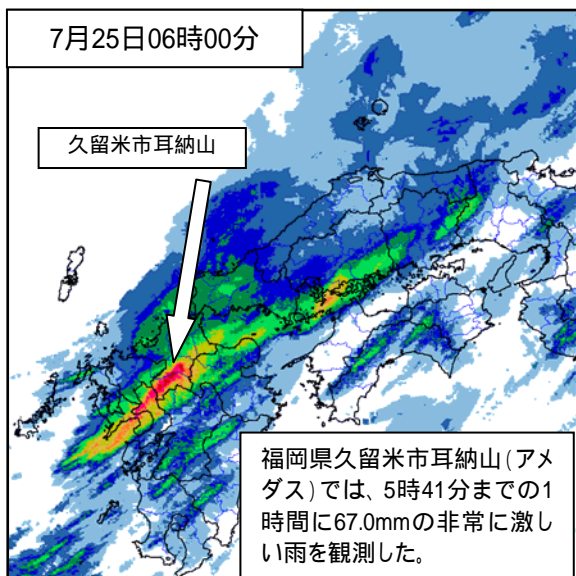 7月25日06時00分
久留米市耳納山
福岡県久留米市耳納山(アメ
ダス)では、5時41分までの1
時間に67.0mmの非常に激し
い雨を観測した。